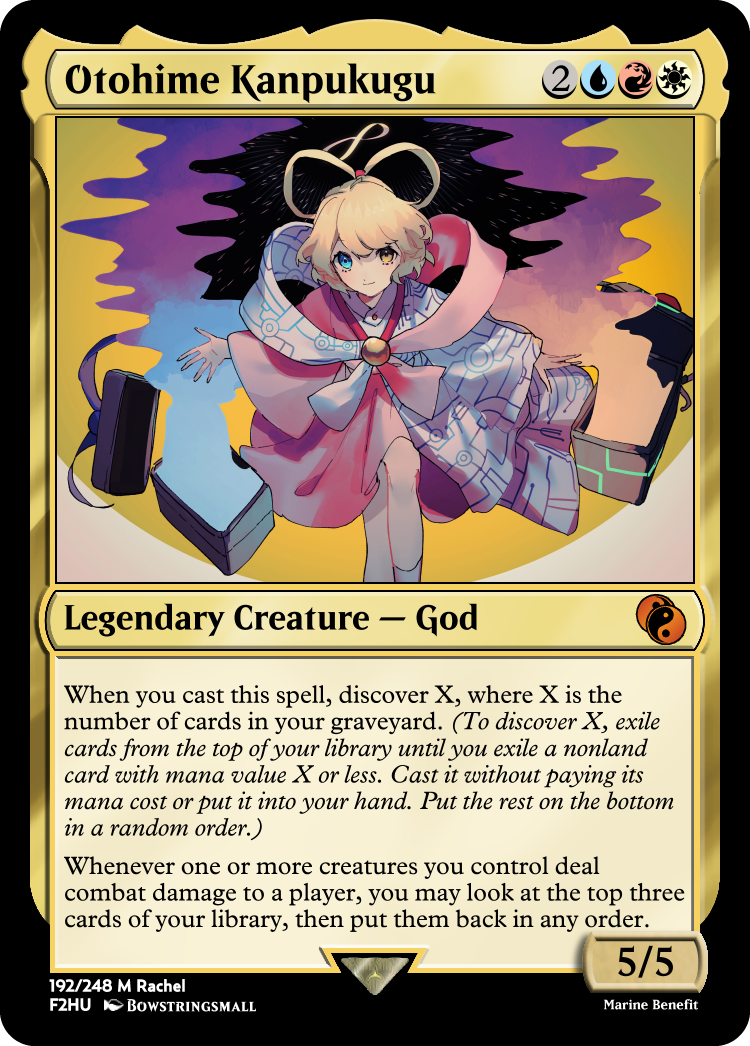 Otohime Kanpukugu 2
Legendary Creature — God
When you cast this spell, discover X, where X is the
number of cards in your graveyard. (To discover X, exile
cards from the top of your library until you exile a nonland
card with mana value X or less. Cast it without paying its
mana cost or put it into your hand. Put the rest on the bottom
in a random order.)
Whenever one or more creatures you control deal
combat damage to a player, you may look at the top three
cards of your library, then put them back in any order.
5/5
192/248 M Rachel
F2HU BOWSTRINGSMALL
Marine Benefit